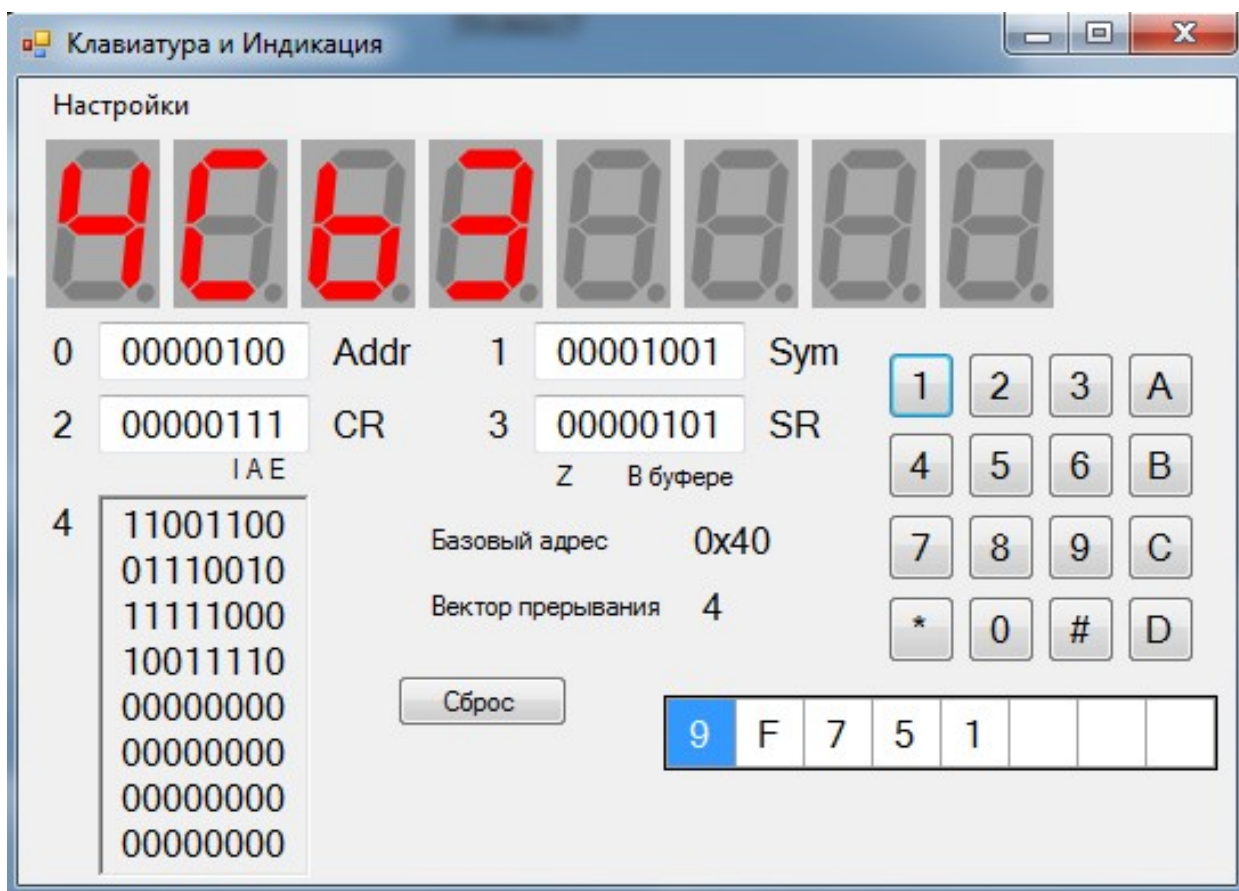 Клавиатура и Индикация
Настройки
4Cb3
0 00000100 Addr 1 00001001 Sym
2 00000111 CR 3 00000101 SR
I A E Z В буфере
4 11001100
01110010
11111000
10011110
00000000
00000000
00000000
00000000
Базовый адрес 0x40
Вектор прерывания 4
Сброс
1 2 3 A
4 5 6 B
7 8 9 C
* 0 # D
9 F 7 5 1